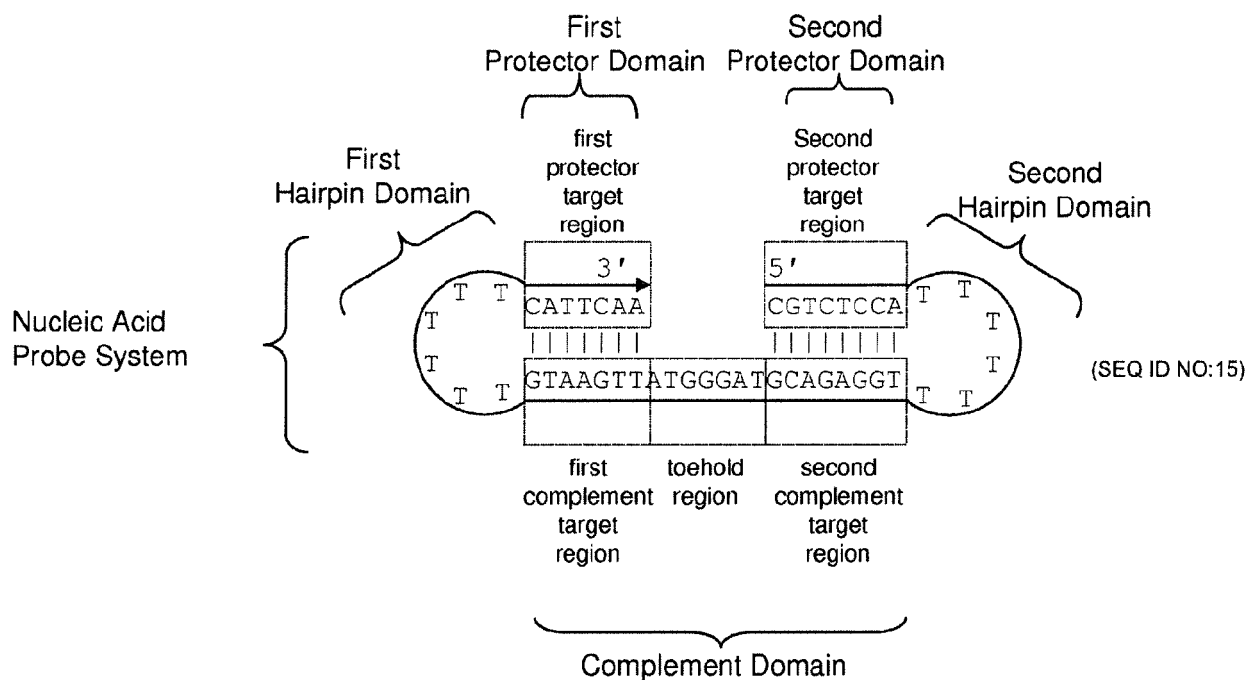 First
Protector Domain
Second
Protector Domain
first
protector
target
region
Second
protector
target
region
First
Hairpin Domain
Second
Hairpin Domain
3'
5'
T T T T T T
CATTCAA
CGTCTCCA
T T T T T T
GTAAGTTATGGGATGCAGAGGT
Nucleic Acid
Probe System
(SEQ ID NO:15)
first
complement
target
region
toehold
region
second
complement
target
region
Complement Domain